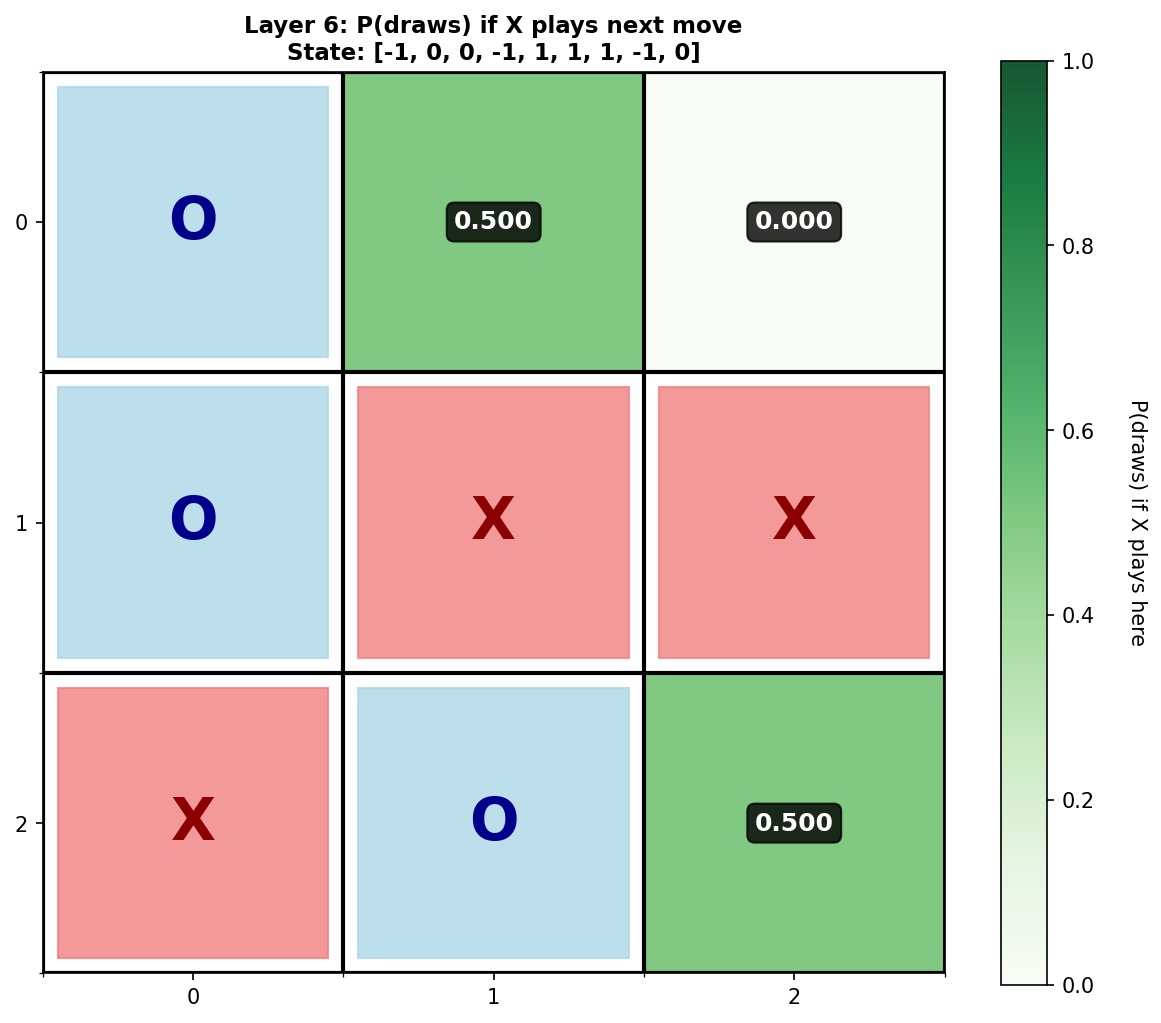 Layer 6: P(draws) if X plays next move
State: [-1, 0, 0, -1, 1, 1, 1, -1, 0]
0
O
0.500
0.000
1
O
X
X
2
X
O
0.500
0
1
2
1.0
0.8
0.6
0.4
0.2
0.0
P(draws) if X plays here